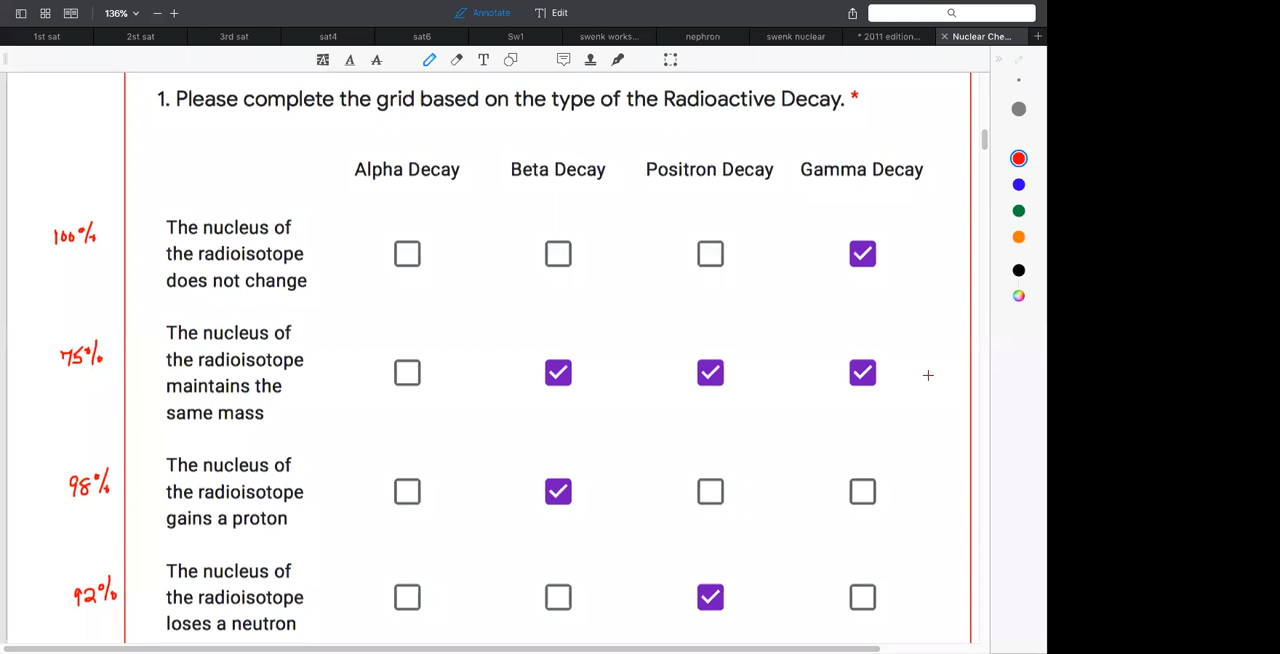 136%
Annotate
Edit
1st sat
2st sat
3rd sat
sat4
sat6
Sw1
swenk works...
nephron
swenk nuclear
* 2011 edition...
Nuclear Che...
1. Please complete the grid based on the type of the Radioactive Decay. *
Alpha Decay Beta Decay Positron Decay Gamma Decay
100%
The nucleus of
the radioisotope
does not change
75%
The nucleus of
the radioisotope
maintains the
same mass
98%
The nucleus of
the radioisotope
gains a proton
92%
The nucleus of
the radioisotope
loses a neutron